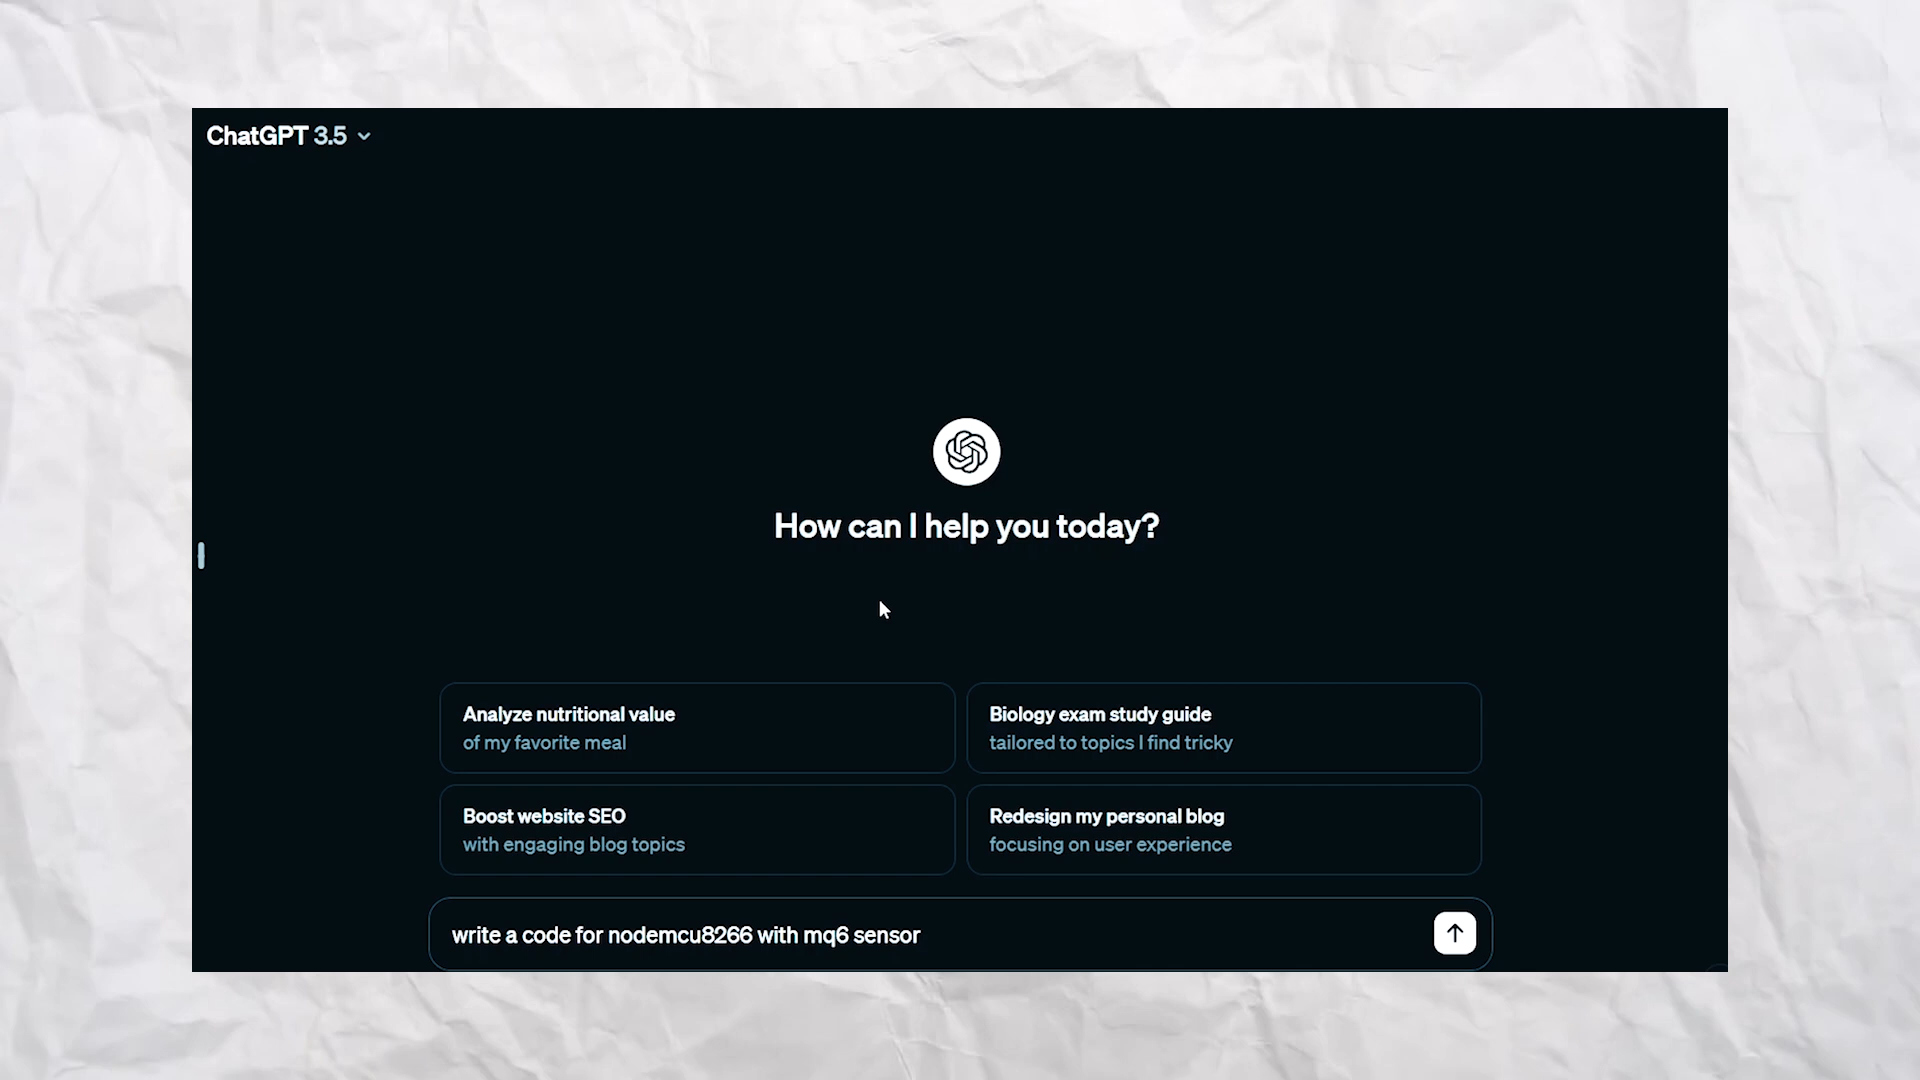 ChatGPT 3.5
How can I help you today?
Analyze nutritional value
of my favorite meal
Biology exam study guide
tailored to topics I find tricky
Boost website SEO
with engaging blog topics
Redesign my personal blog
focusing on user experience
write a code for nodemcu8266 with mq6 sensor